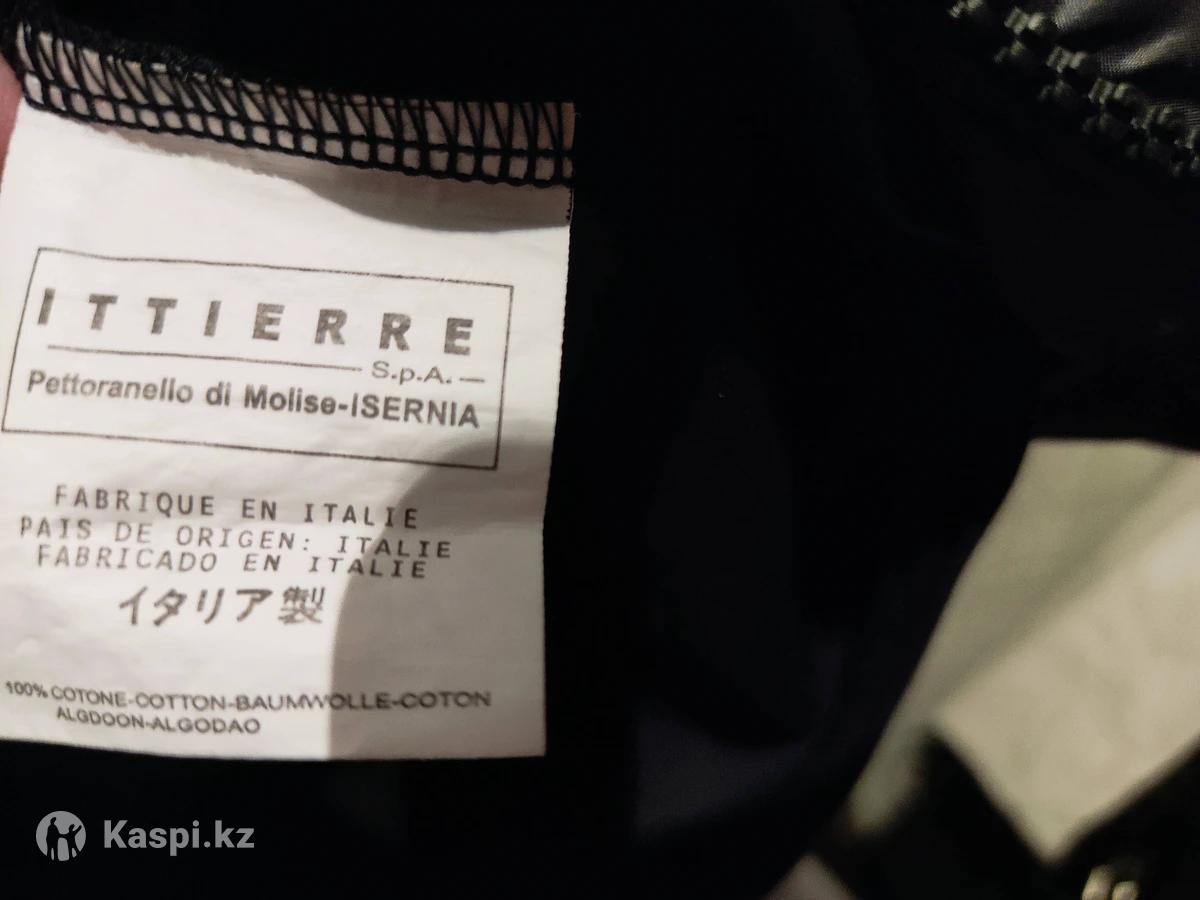 ITTIERRE
S.p.A.
Pettoranello di Molise-ISERNIA
FABRIQUE EN ITALIE
PAIS DE ORIGEN: ITALIE
FABRICADO EN ITALIE
イタリア製
100% COTONE-COTTON-BAUMWOLLE-COTON
ALGDOON-ALGODAO
Kaspi.kz